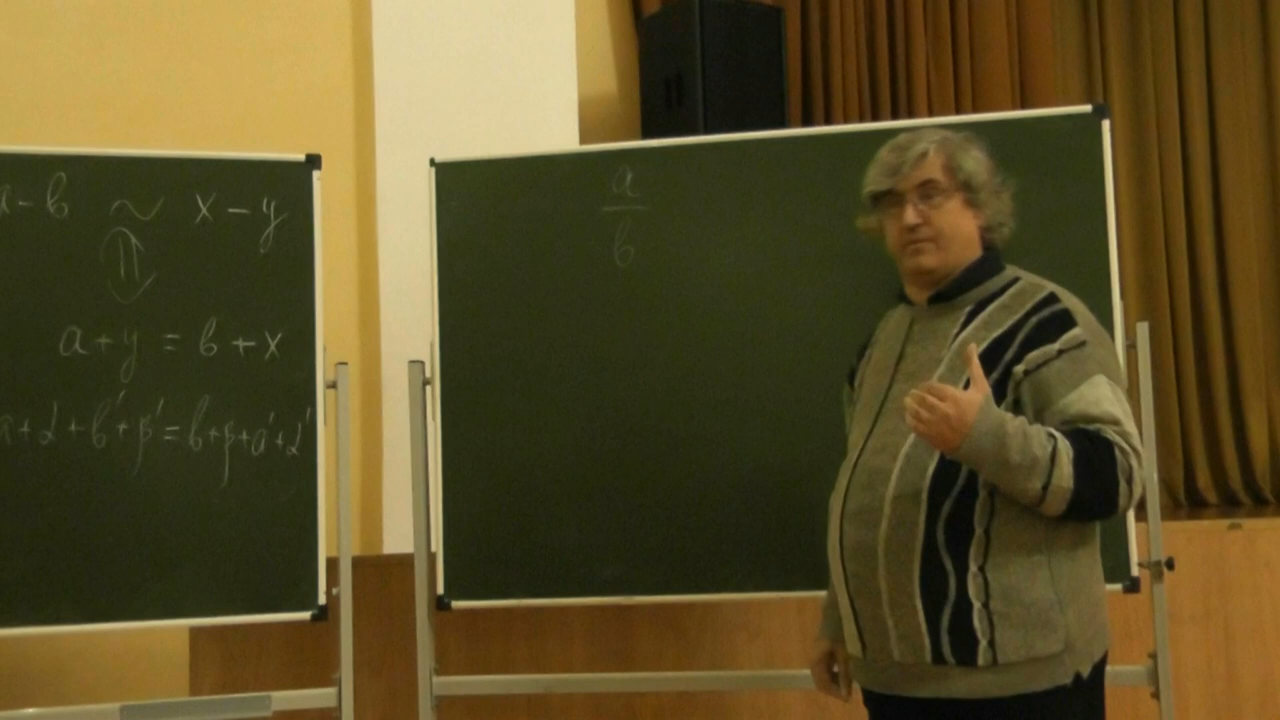 a - b ~ x - y
⇕
a + y = b + x
a + α + b' + β' = b + β + a' + α'
a
b